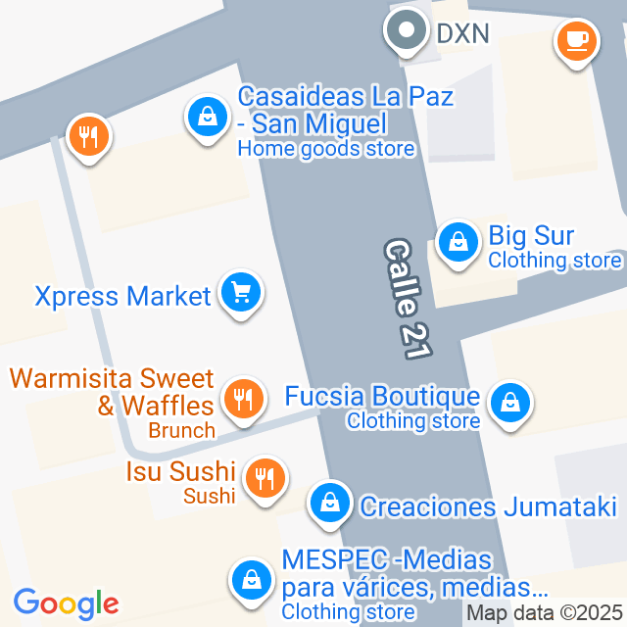 DXN
Casaideas La Paz
- San Miguel
Home goods store
Big Sur
Clothing store
Calle 21
Xpress Market
Warmisita Sweet
& Waffles
Brunch
Fucsia Boutique
Clothing store
Isu Sushi
Sushi
Creaciones Jumataki
MESPEC -Medias
para várices, medias...
Clothing store
Google
Map data ©2025